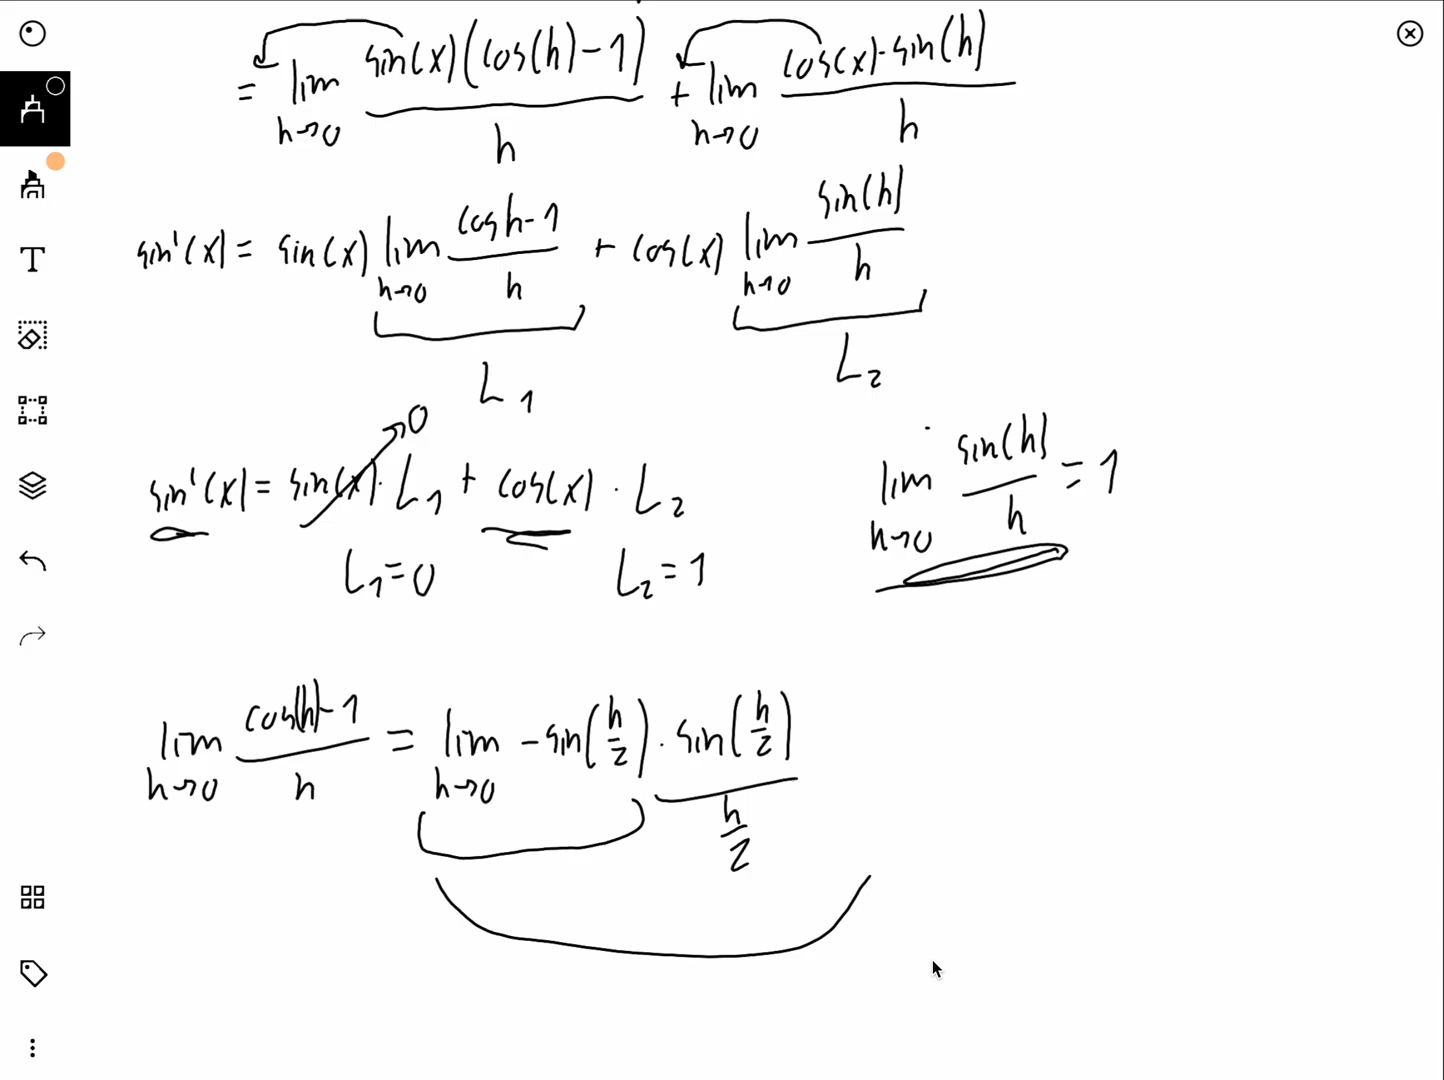 = lim h→0 sin(x)(cos(h)-1) / h + lim h→0 cos(x)·sin(h) / h
sin'(x) = sin(x) lim h→0 cosh-1 / h + cos(x) lim h→0 sin(h) / h
L₁ L₂
0
sin'(x) = sin(x)·L₁ + cos(x)·L₂
lim h→0 sin(h) / h = 1
L₁=0 L₂=1
lim h→0 cos(h)-1 / h = lim h→0 -sin(h/2)·sin(h/2) / h/2
T